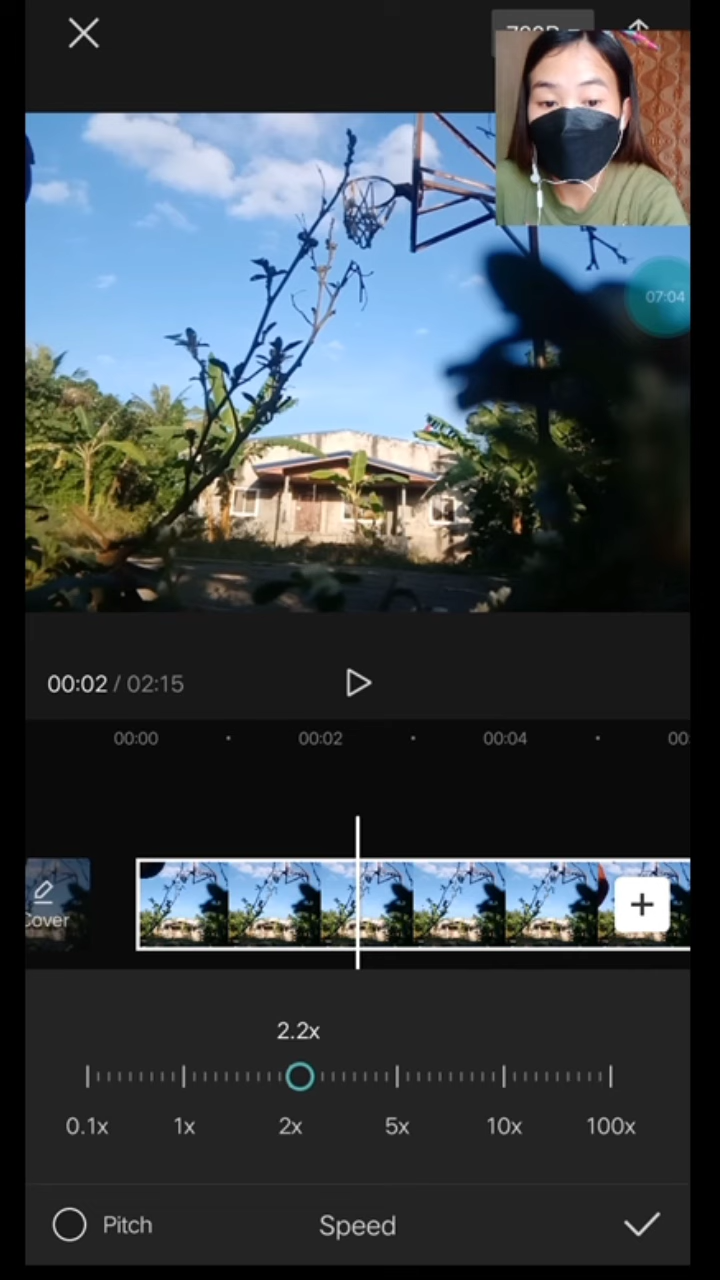 07:04
00:02 / 02:15
00:00 00:02 00:04 00
Cover
2.2x
0.1x 1x 2x 5x 10x 100x
Pitch Speed